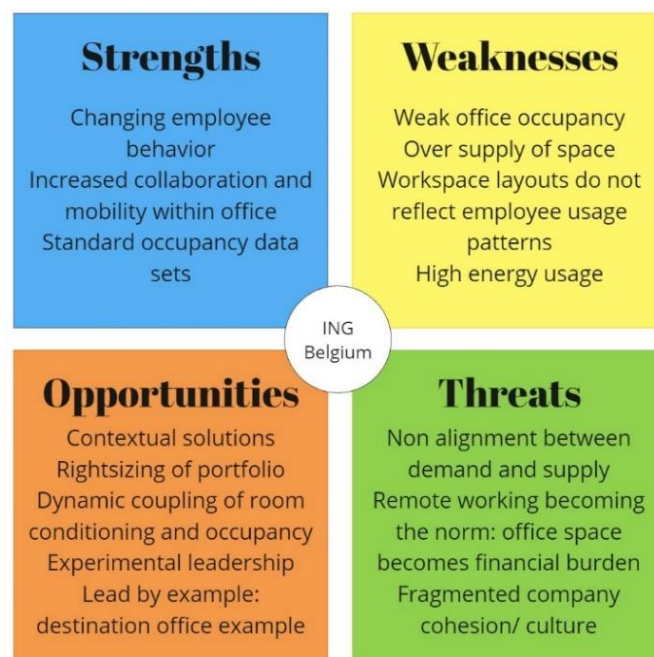 Strengths
Changing employee
behavior
Increased collaboration and
mobility within office
Standard occupancy data
sets
Weaknesses
Weak office occupancy
Over supply of space
Workspace layouts do not
reflect employee usage
patterns
High energy usage
ING
Belgium
Opportunities
Contextual solutions
Rightsizing of portfolio
Dynamic coupling of room
conditioning and occupancy
Experimental leadership
Lead by example:
destination office example
Threats
Non alignment between
demand and supply
Remote working becoming
the norm: office space
becomes financial burden
Fragmented company
cohesion/ culture